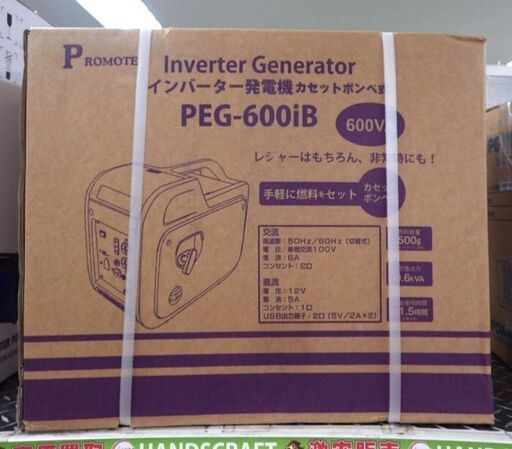 PROMOTE
Inverter Generator
インバーター発電機 カセットボンベ式
PEG-600iB
600VA
レジャーはもちろん、非常時にも!
手軽に燃料をセット
カセ
ボンベ
交流
周波数：50Hz／60Hz（切替式）
電 圧：単相交流100V
電 流：6A
コンセント：2口
直流
電 圧：12V
電 流：5A
コンセント：1口
USB出力端子：2口（5V／2A×2）
500g
0.6kVA
1.5時間
HANDSCRAFT
激安販売